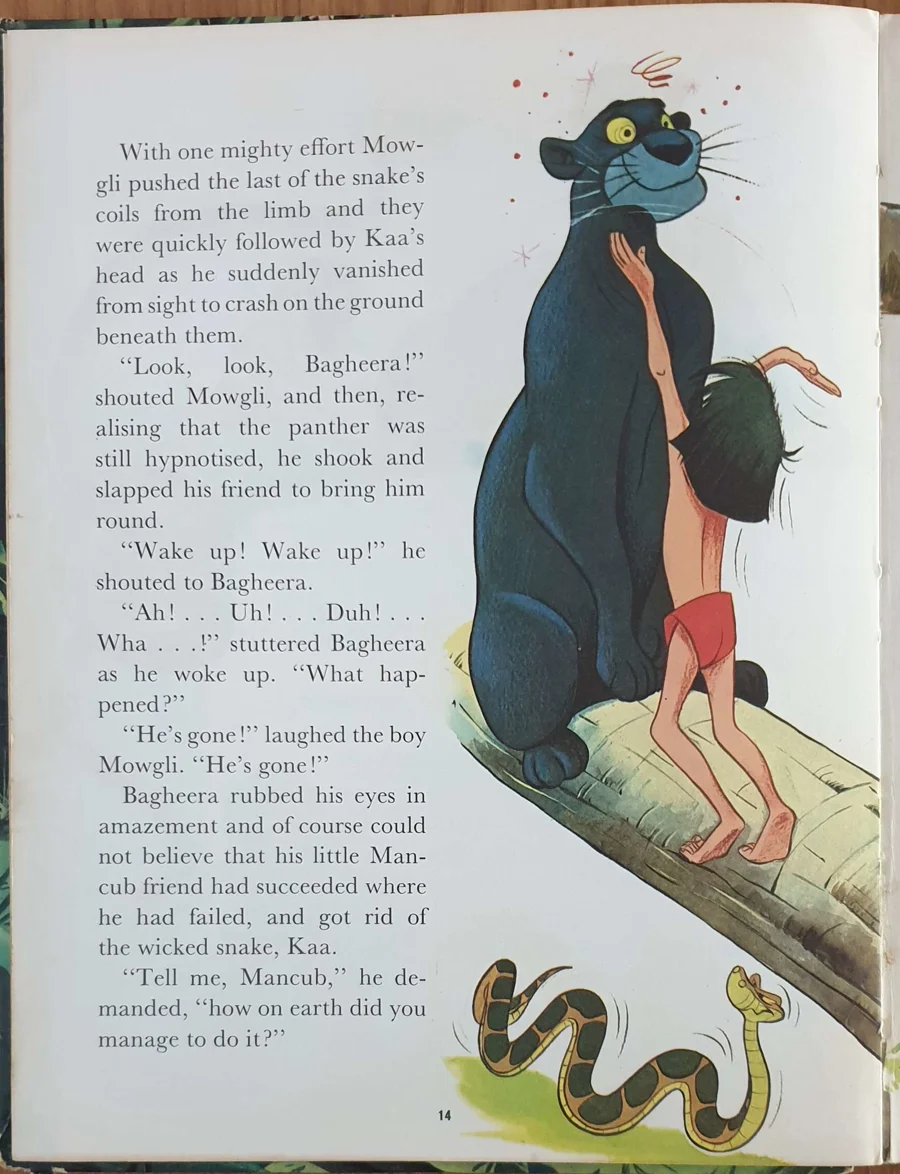 With one mighty effort Mow-
gli pushed the last of the snake's
coils from the limb and they
were quickly followed by Kaa's
head as he suddenly vanished
from sight to crash on the ground
beneath them.
“Look, look, Bagheera!”
shouted Mowgli, and then, re-
alising that the panther was
still hypnotised, he shook and
slapped his friend to bring him
round.
“Wake up! Wake up!” he
shouted to Bagheera.
“Ah! . . . Uh! . . . Duh! . . .
Wha . . .!” stuttered Bagheera
as he woke up. “What hap-
pened?”
“He's gone!” laughed the boy
Mowgli. “He's gone!”
Bagheera rubbed his eyes in
amazement and of course could
not believe that his little Man-
cub friend had succeeded where
he had failed, and got rid of
the wicked snake, Kaa.
“Tell me, Mancub,” he de-
manded, “how on earth did you
manage to do it?”
14